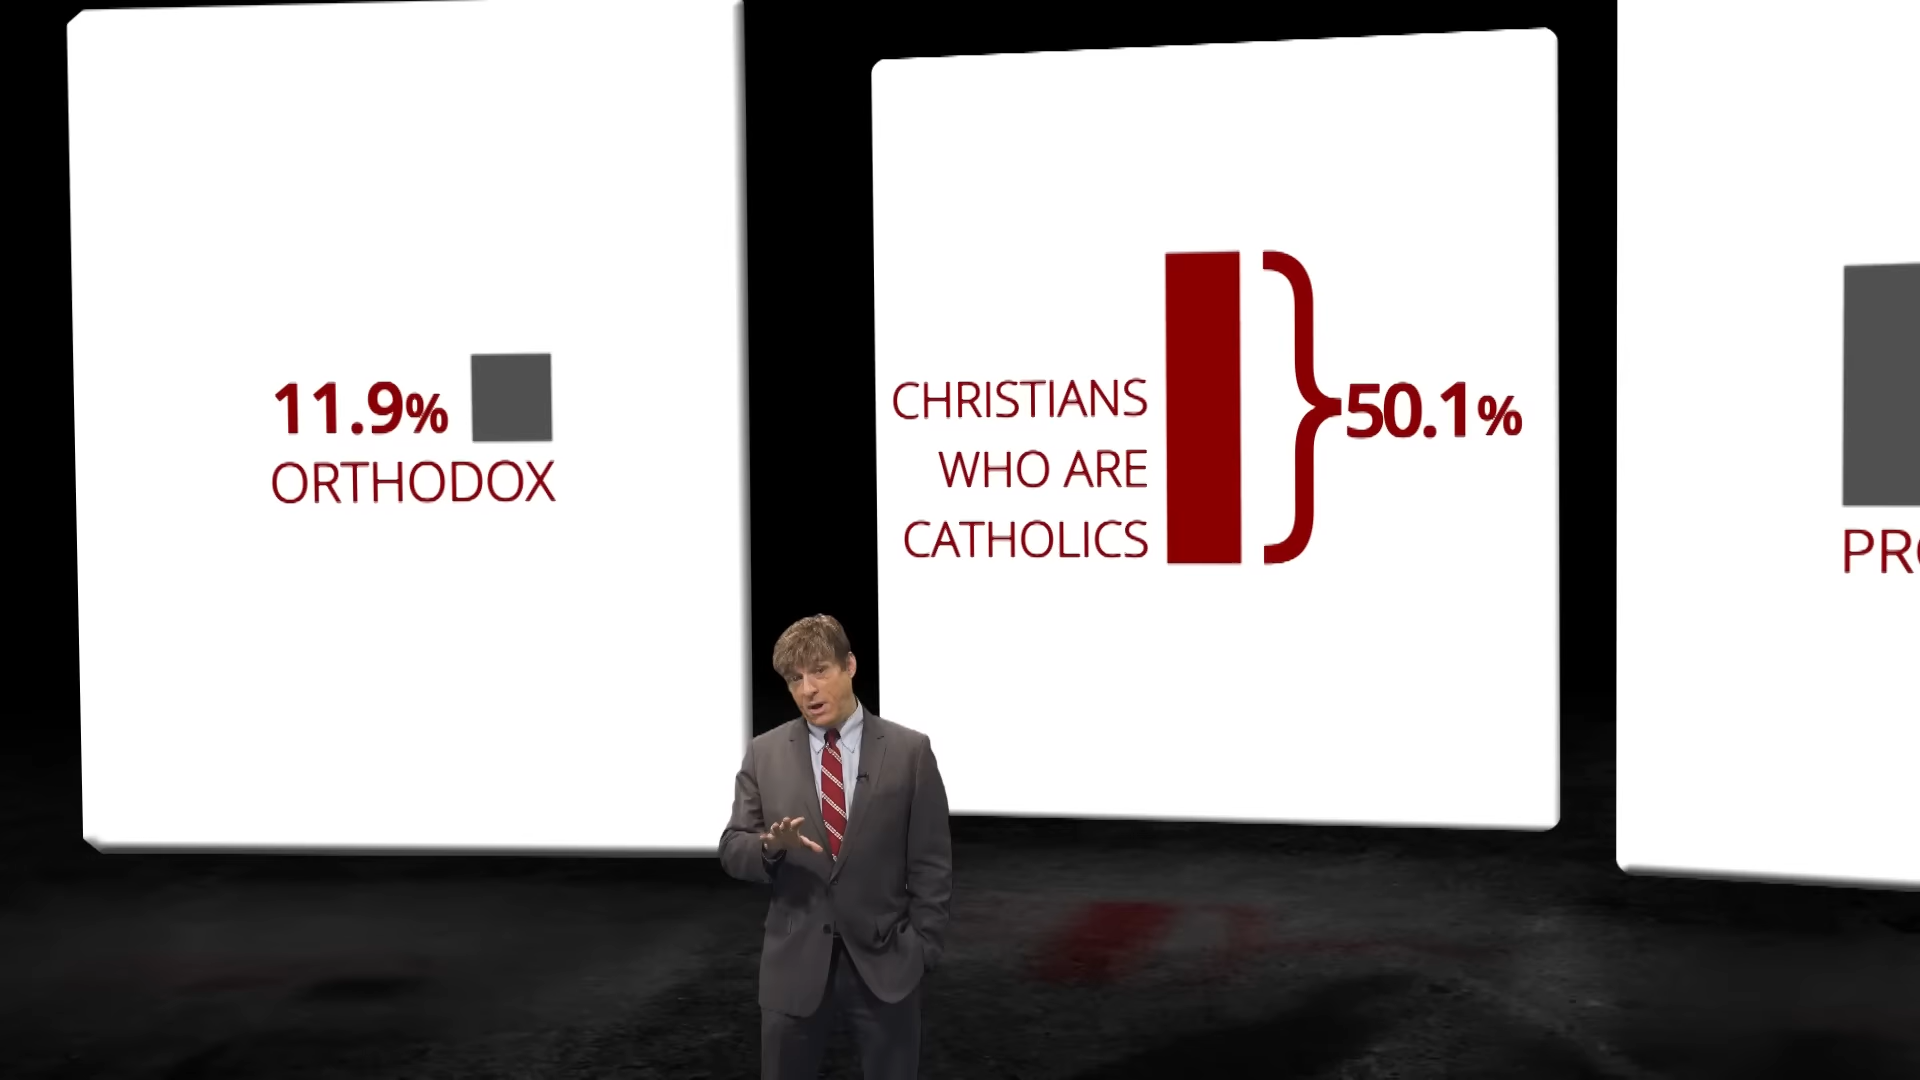 11.9%
ORTHODOX
CHRISTIANS
WHO ARE
CATHOLICS
50.1%